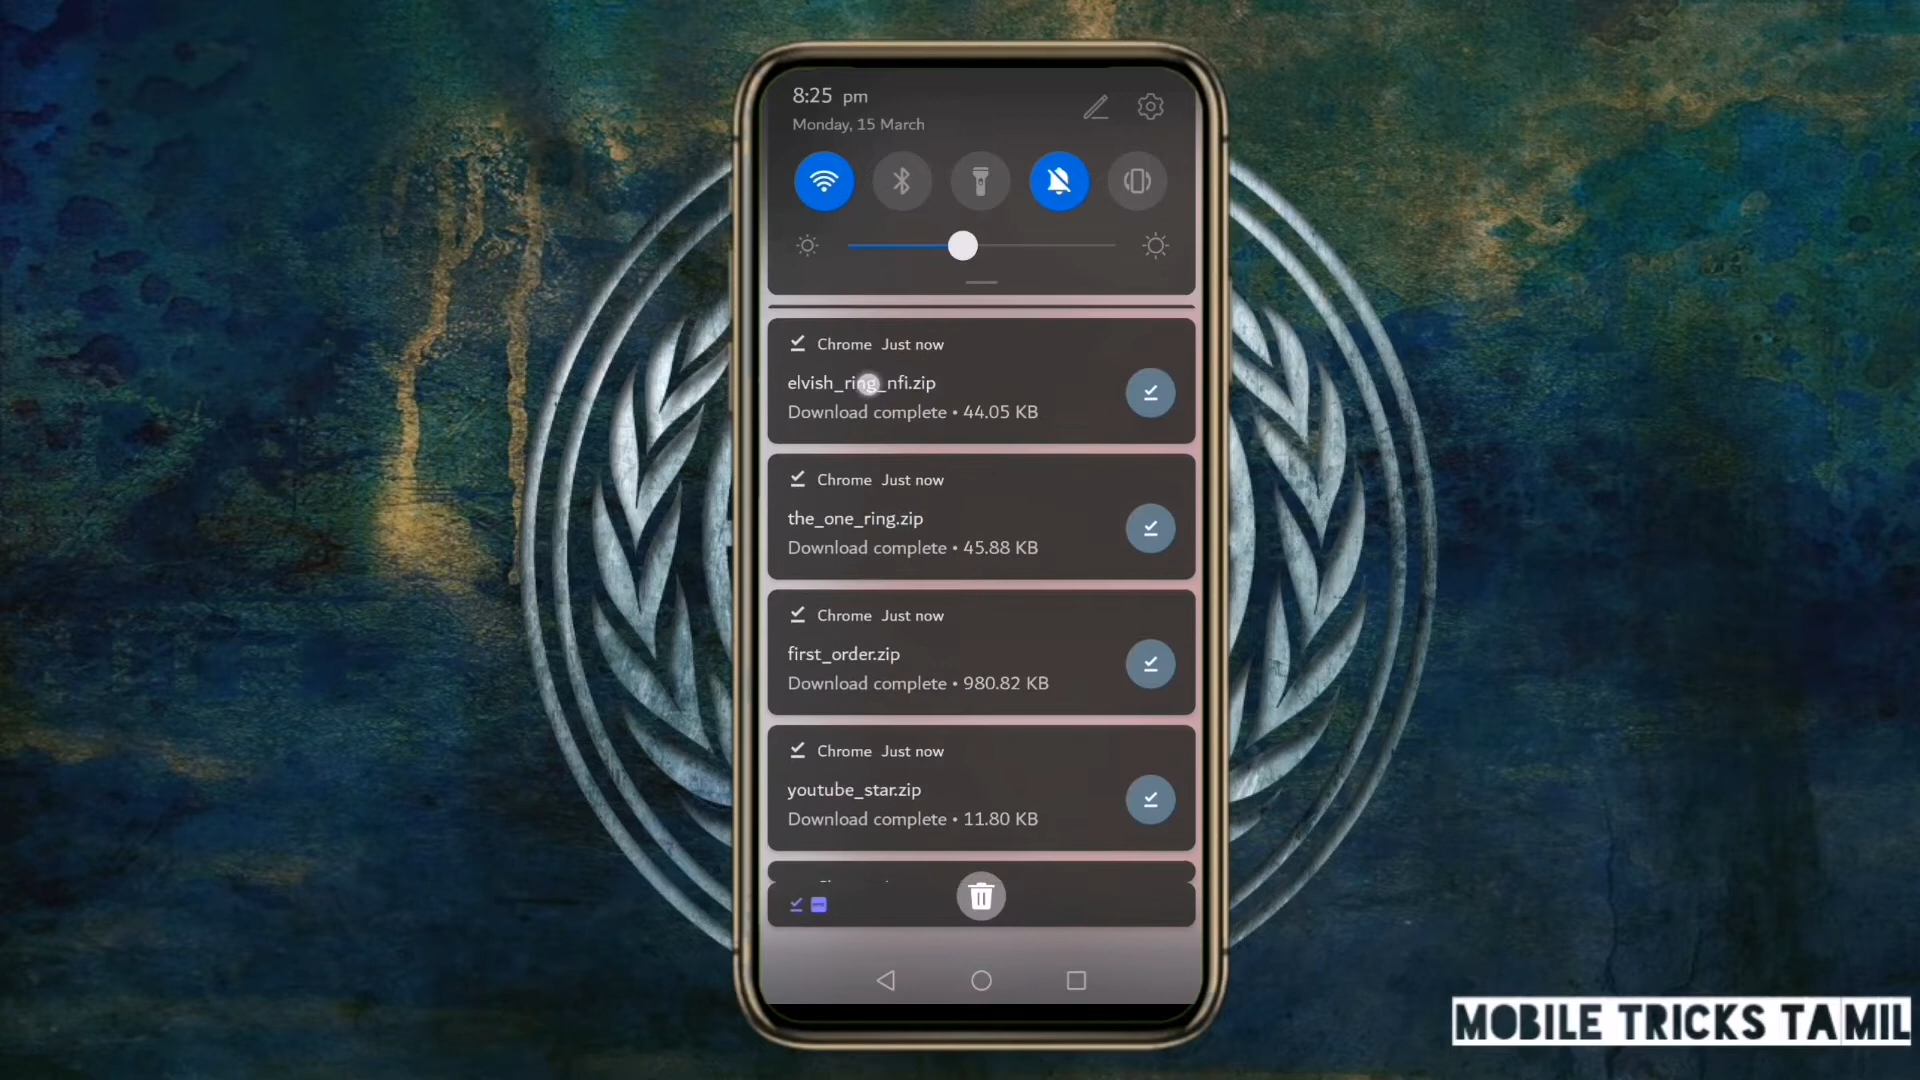 8:25 pm
Monday, 15 March
Chrome Just now
elvish_ring_nfi.zip
Download complete • 44.05 KB
Chrome Just now
the_one_ring.zip
Download complete • 45.88 KB
Chrome Just now
first_order.zip
Download complete • 980.82 KB
Chrome Just now
youtube_star.zip
Download complete • 11.80 KB
MOBILE TRICKS TAMIL